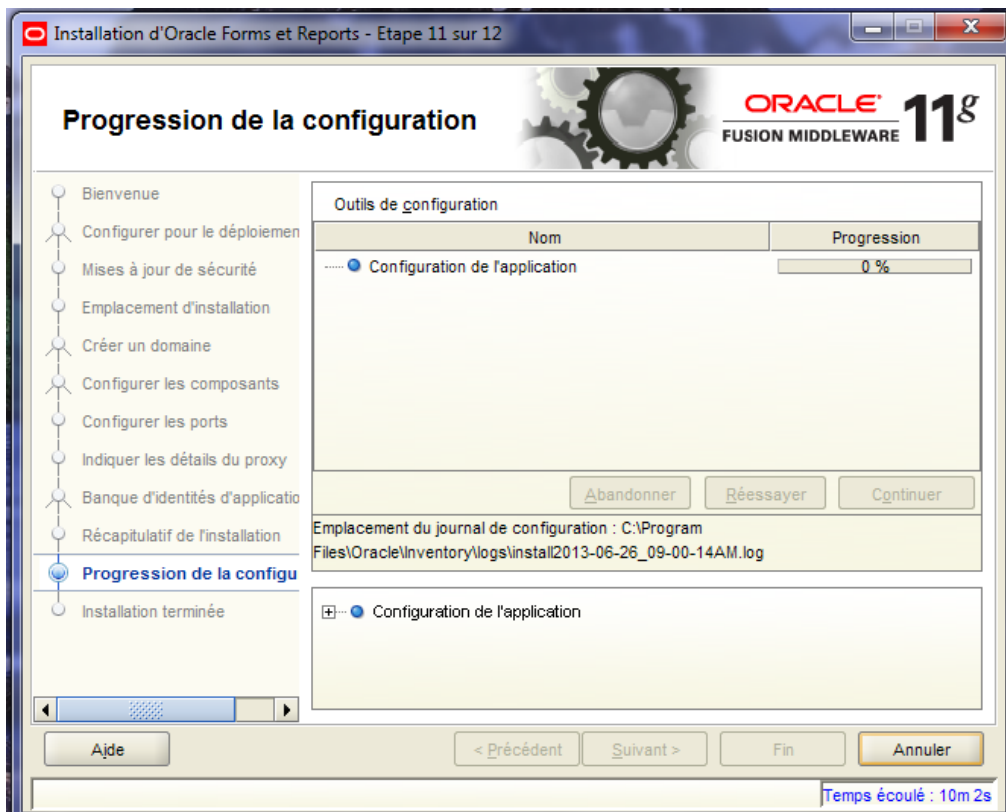 Installation d'Oracle Forms et Reports - Etape 11 sur 12
Progression de la configuration
ORACLE
FUSION MIDDLEWARE 11g
Bienvenue
Configurer pour le déploiemen
Mises à jour de sécurité
Emplacement d'installation
Créer un domaine
Configurer les composants
Configurer les ports
Indiquer les détails du proxy
Banque d'identités d'applicatio
Récapitulatif de l'installation
Progression de la configu
Installation terminée
Outils de configuration
Nom Progression
Configuration de l'application 0 %
Abandonner Réessayer Continuer
Emplacement du journal de configuration : C:\Program
Files\Oracle\Inventory\logs\install2013-06-26_09-00-14AM.log
Configuration de l'application
Aide < Précédent Suivant > Fin Annuler
Temps écoulé : 10m 2s